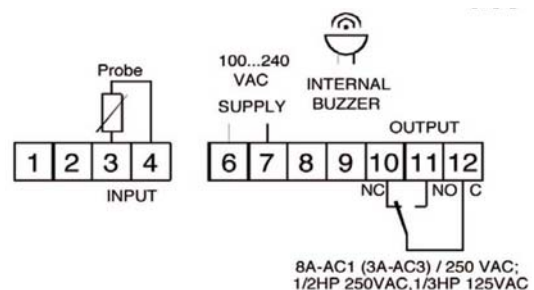 Probe
100...240
VAC
SUPPLY
INTERNAL
BUZZER
OUTPUT
1 2 3 4 6 7 8 9 10 11 12
INPUT
NC NO C
8A-AC1 (3A-AC3) / 250 VAC;
1/2HP 250VAC,1/3HP 125VAC